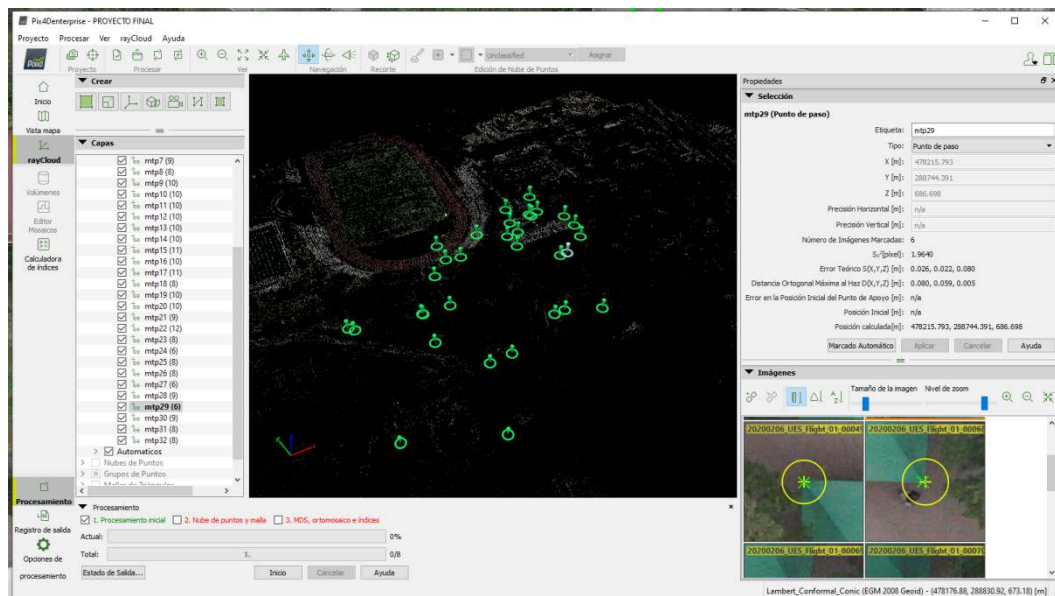 Pix4Denterprise - PROYECTO FINAL
Proyecto Procesar Ver rayCloud Ayuda
Proyecto Procesar Ver Navegación Recorte Unclassified Asignar
Edición de Nube de Puntos
Inicio
Vista mapa
rayCloud
Volúmenes
Editor
Mosaicos
Calculadora
de índices
Crear
Capas
mtp7 (9)
mtp8 (8)
mtp9 (10)
mtp10 (10)
mtp11 (10)
mtp12 (10)
mtp13 (10)
mtp14 (10)
mtp15 (11)
mtp16 (10)
mtp17 (11)
mtp18 (8)
mtp19 (10)
mtp20 (10)
mtp21 (9)
mtp22 (12)
mtp23 (8)
mtp24 (6)
mtp25 (8)
mtp26 (8)
mtp27 (6)
mtp28 (9)
mtp29 (6)
mtp30 (9)
mtp31 (8)
mtp32 (8)
Automaticos
Nubes de Puntos
Grupos de Puntos
Mallas de Triángulos
Procesamiento
Registro de salida
Opciones de
procesamiento
Procesamiento
1. Procesamiento inicial 2. Nube de puntos y malla 3. MDS, ortomosaico e índices
Actual: 0%
Total: 1. 0/8
Estado de Salida... Inicio Cancelar Ayuda
Propiedades
Selección
mtp29 (Punto de paso)
Etiqueta: mtp29
Tipo: Punto de paso
X [m]: 478215.793
Y [m]: 288744.391
Z [m]: 686.698
Precisión Horizontal [m]: n/a
Precisión Vertical [m]: n/a
Número de Imágenes Marcadas: 6
S₀²[píxel]: 1.9640
Error Teórico S(X,Y,Z) [m]: 0.026, 0.022, 0.080
Distancia Ortogonal Máxima al Haz D(X,Y,Z) [m]: 0.080, 0.059, 0.005
Error en la Posición Inicial del Punto de Apoyo [m]: n/a
Posición Inicial [m]: n/a
Posición calculada[m]: 478215.793, 288744.391, 686.698
Marcado Automático Aplicar Cancelar Ayuda
Imágenes
Tamaño de la imagen Nivel de zoom
20200206_UES_Flight_01_00049 20200206_UES_Flight_01_00068
20200206_UES_Flight_01_00069 20200206_UES_Flight_01_00070
Lambert_Conformal_Conic (EGM 2008 Geoid) - (478176.88, 288830.92, 673.18) [m]